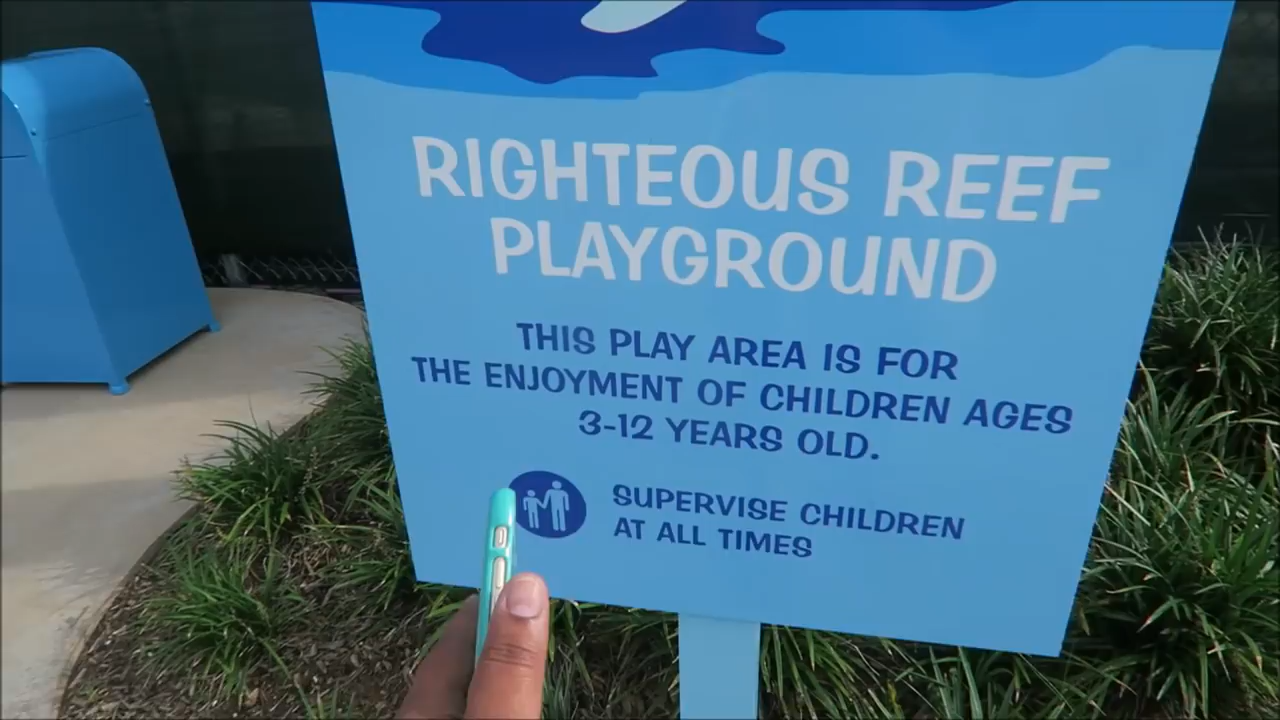 RIGHTEOUS REEF
PLAYGROUND
THIS PLAY AREA IS FOR
THE ENJOYMENT OF CHILDREN AGES
3-12 YEARS OLD.
SUPERVISE CHILDREN
AT ALL TIMES